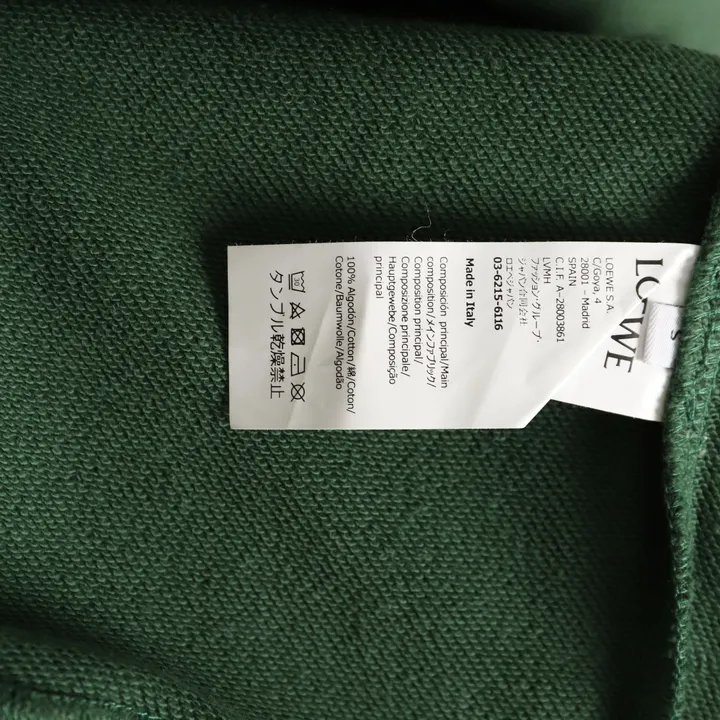 LOEWE
S
LOEWE S.A.
C/Goya, 4
28001 - Madrid
SPAIN
C.I.F. A-28003861
LVMH
ファッション・グループ・
ジャパン合同会社
ロエベジャパン
03-6215-6116
Made in Italy
Composición principal/Main
composition/メインファブリック/
Composition principal/
Composizione principale/
Hauptgewebe/Composição
principal
100% Algodón/Cotton/綿/Coton/
Cotone/Baumwolle/Algodão
30
タンブル乾燥禁止